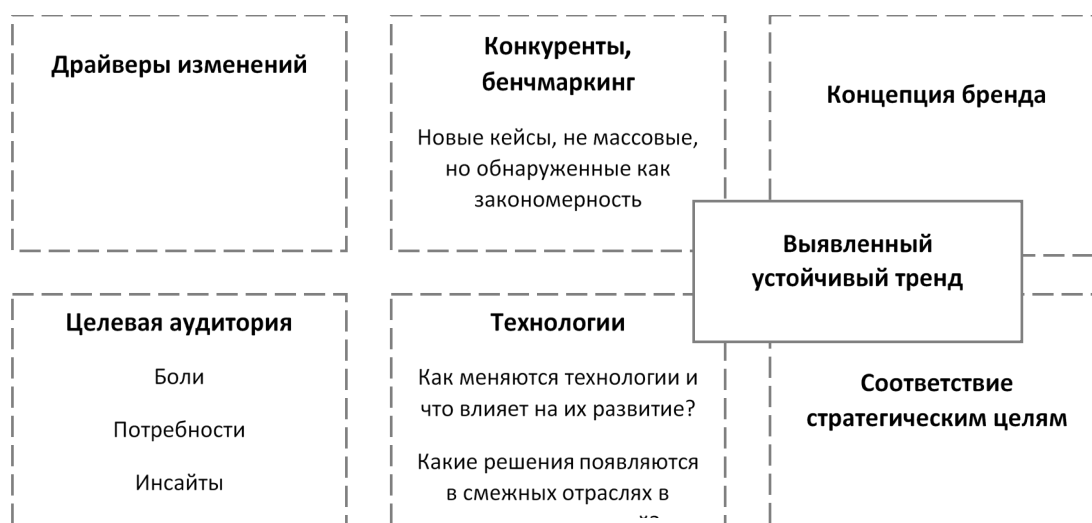 Драйверы изменений
Конкуренты,
бенчмаркинг
Новые кейсы, не массовые,
но обнаруженные как
закономерность
Концепция бренда
Выявленный
устойчивый тренд
Целевая аудитория
Боли
Потребности
Инсайты
Технологии
Как меняются технологии и
что влияет на их развитие?
Какие решения появляются
в смежных отраслях в
Соответствие
стратегическим целям